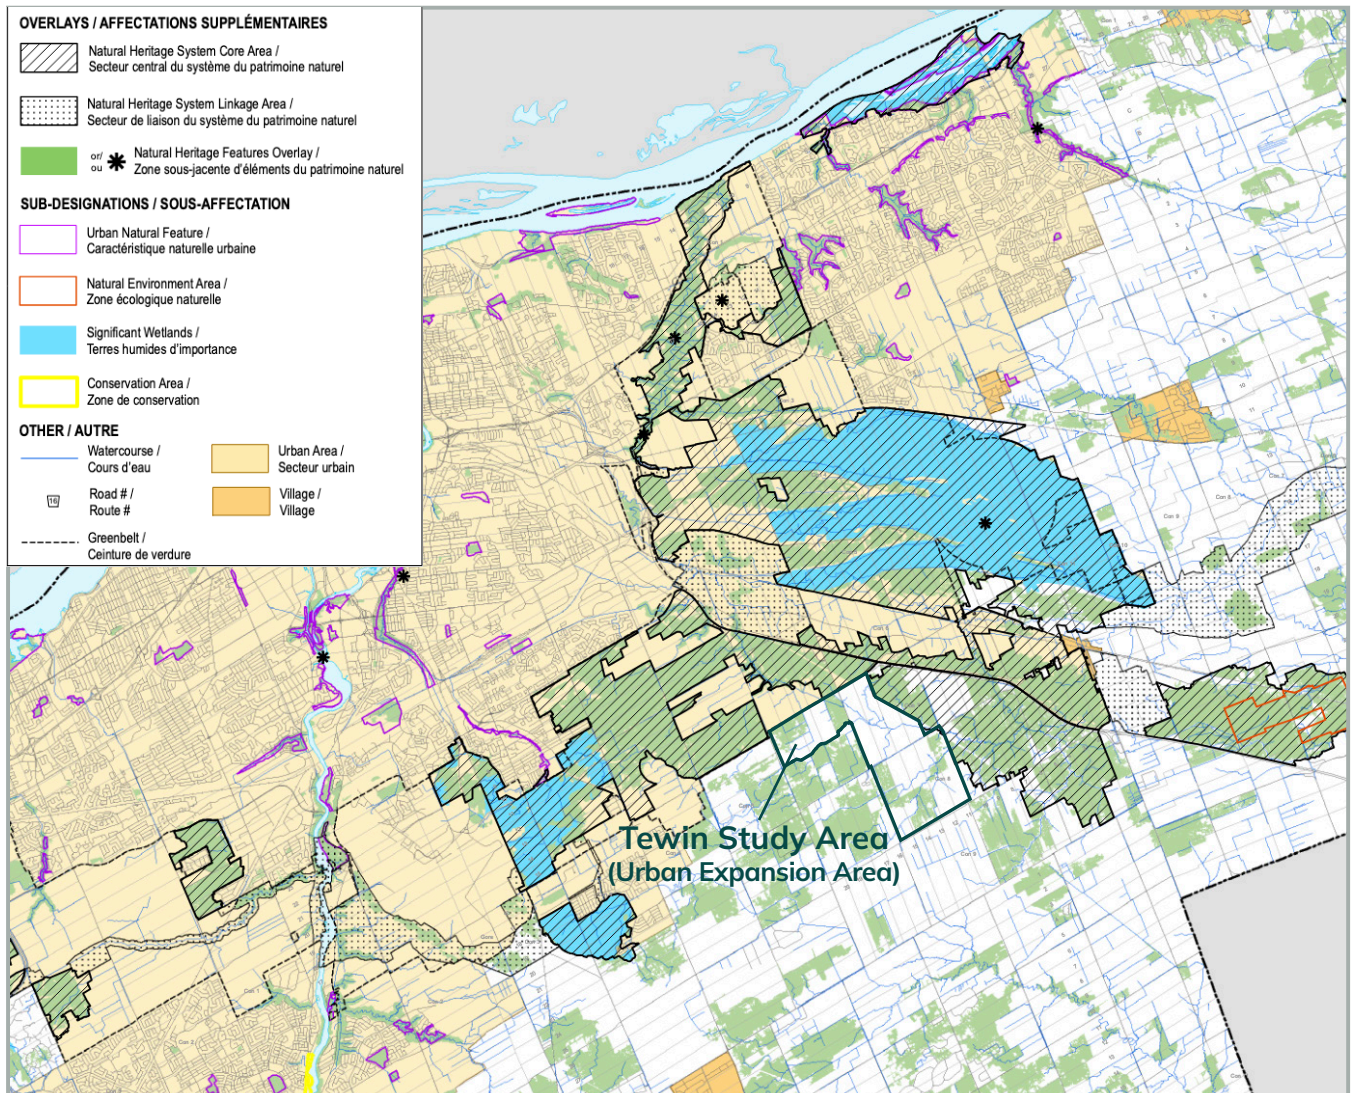 OVERLAYS / AFFECTATIONS SUPPLÉMENTAIRES
Natural Heritage System Core Area /
Secteur central du système du patrimoine naturel
Natural Heritage System Linkage Area /
Secteur de liaison du système du patrimoine naturel
or/
ou
Natural Heritage Features Overlay /
Zone sous-jacente d'éléments du patrimoine naturel
SUB-DESIGNATIONS / SOUS-AFFECTATION
Urban Natural Feature /
Caractéristique naturelle urbaine
Natural Environment Area /
Zone écologique naturelle
Significant Wetlands /
Terres humides d'importance
Conservation Area /
Zone de conservation
OTHER / AUTRE
Watercourse /
Cours d'eau
Urban Area /
Secteur urbain
16
Road # /
Route #
Village /
Village
Greenbelt /
Ceinture de verdure
Tewin Study Area
(Urban Expansion Area)